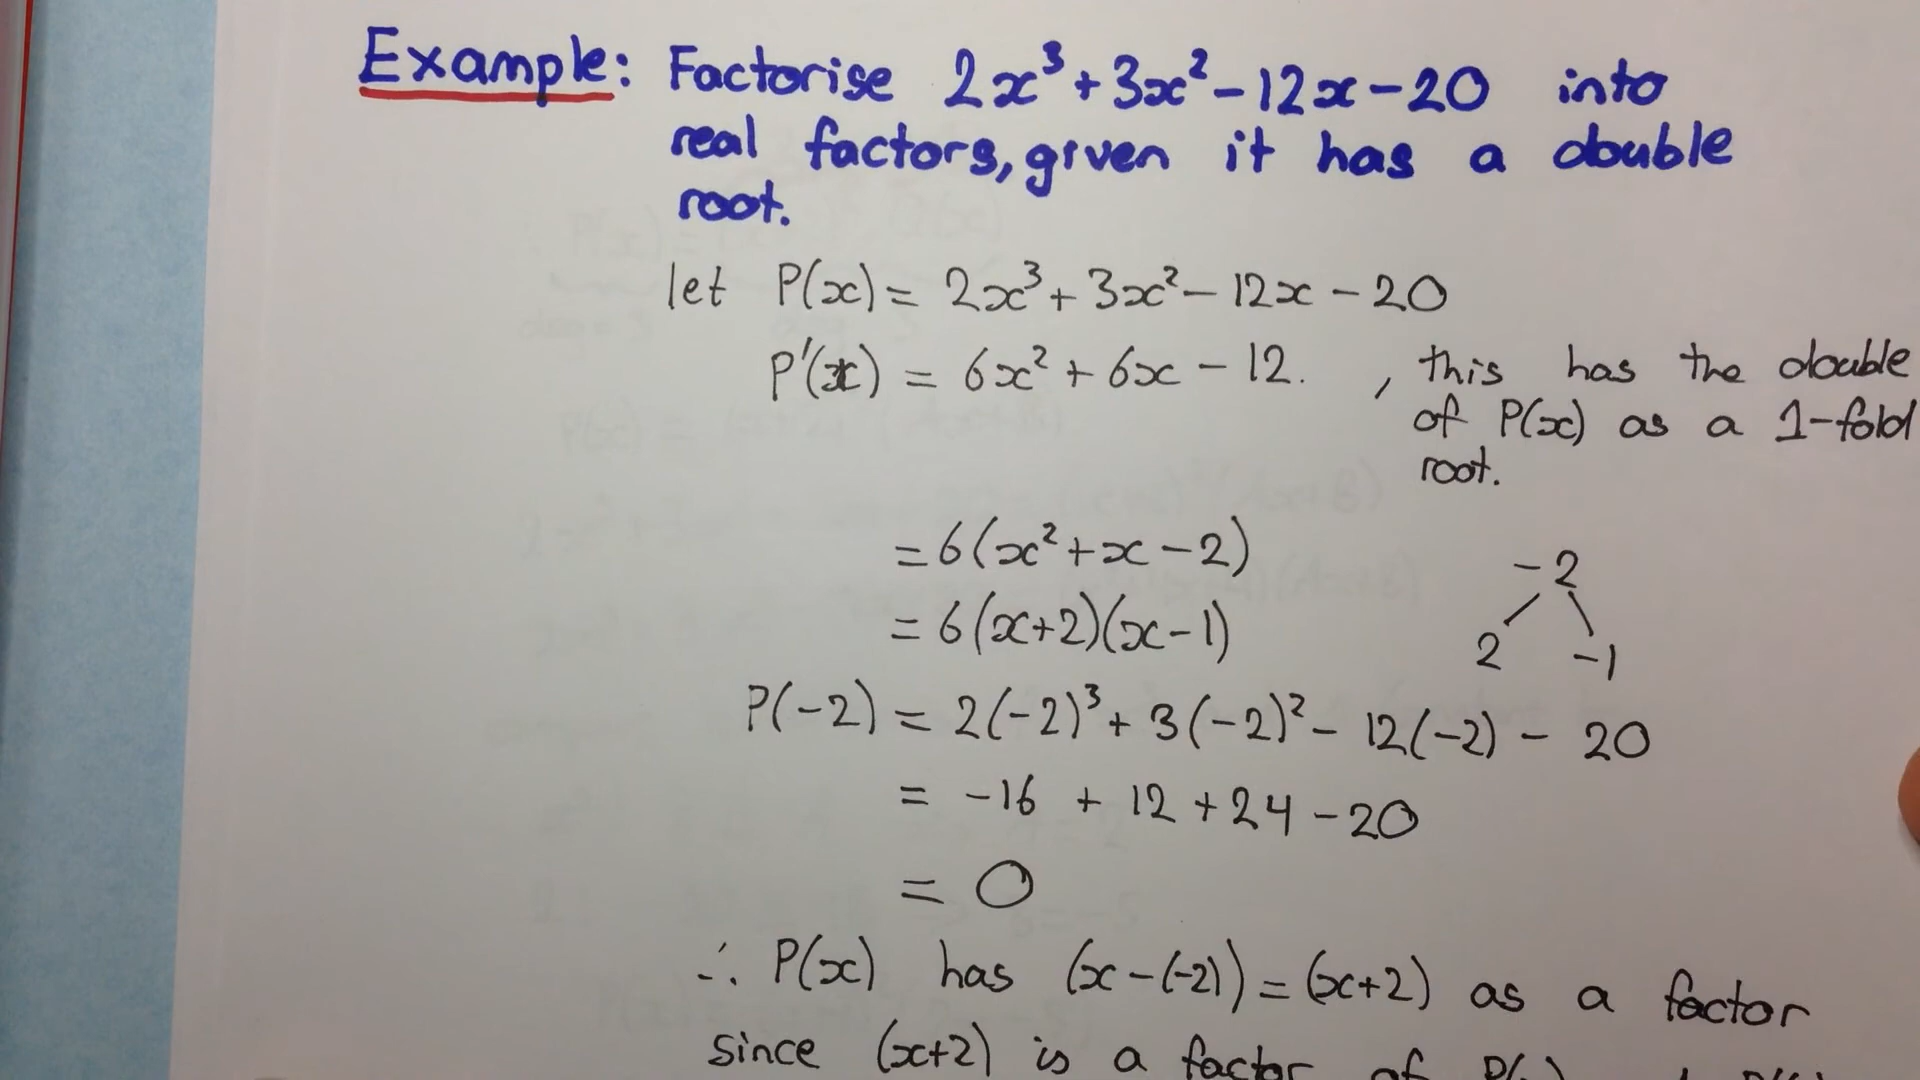 Example: Factorise 2x³+3x²-12x-20 into
real factors, given it has a double
root.
let P(x) = 2x³+3x²-12x-20
P'(x) = 6x²+6x-12. , this has the double
of P(x) as a 1-fold
root.
=6(x²+x-2)
-2
=6(x+2)(x-1)
2 -1
P(-2) = 2(-2)³+3(-2)²-12(-2)-20
= -16+12+24-20
= 0
∴ P(x) has (x-(-2))=(x+2) as a factor
since (x+2) is a factor of